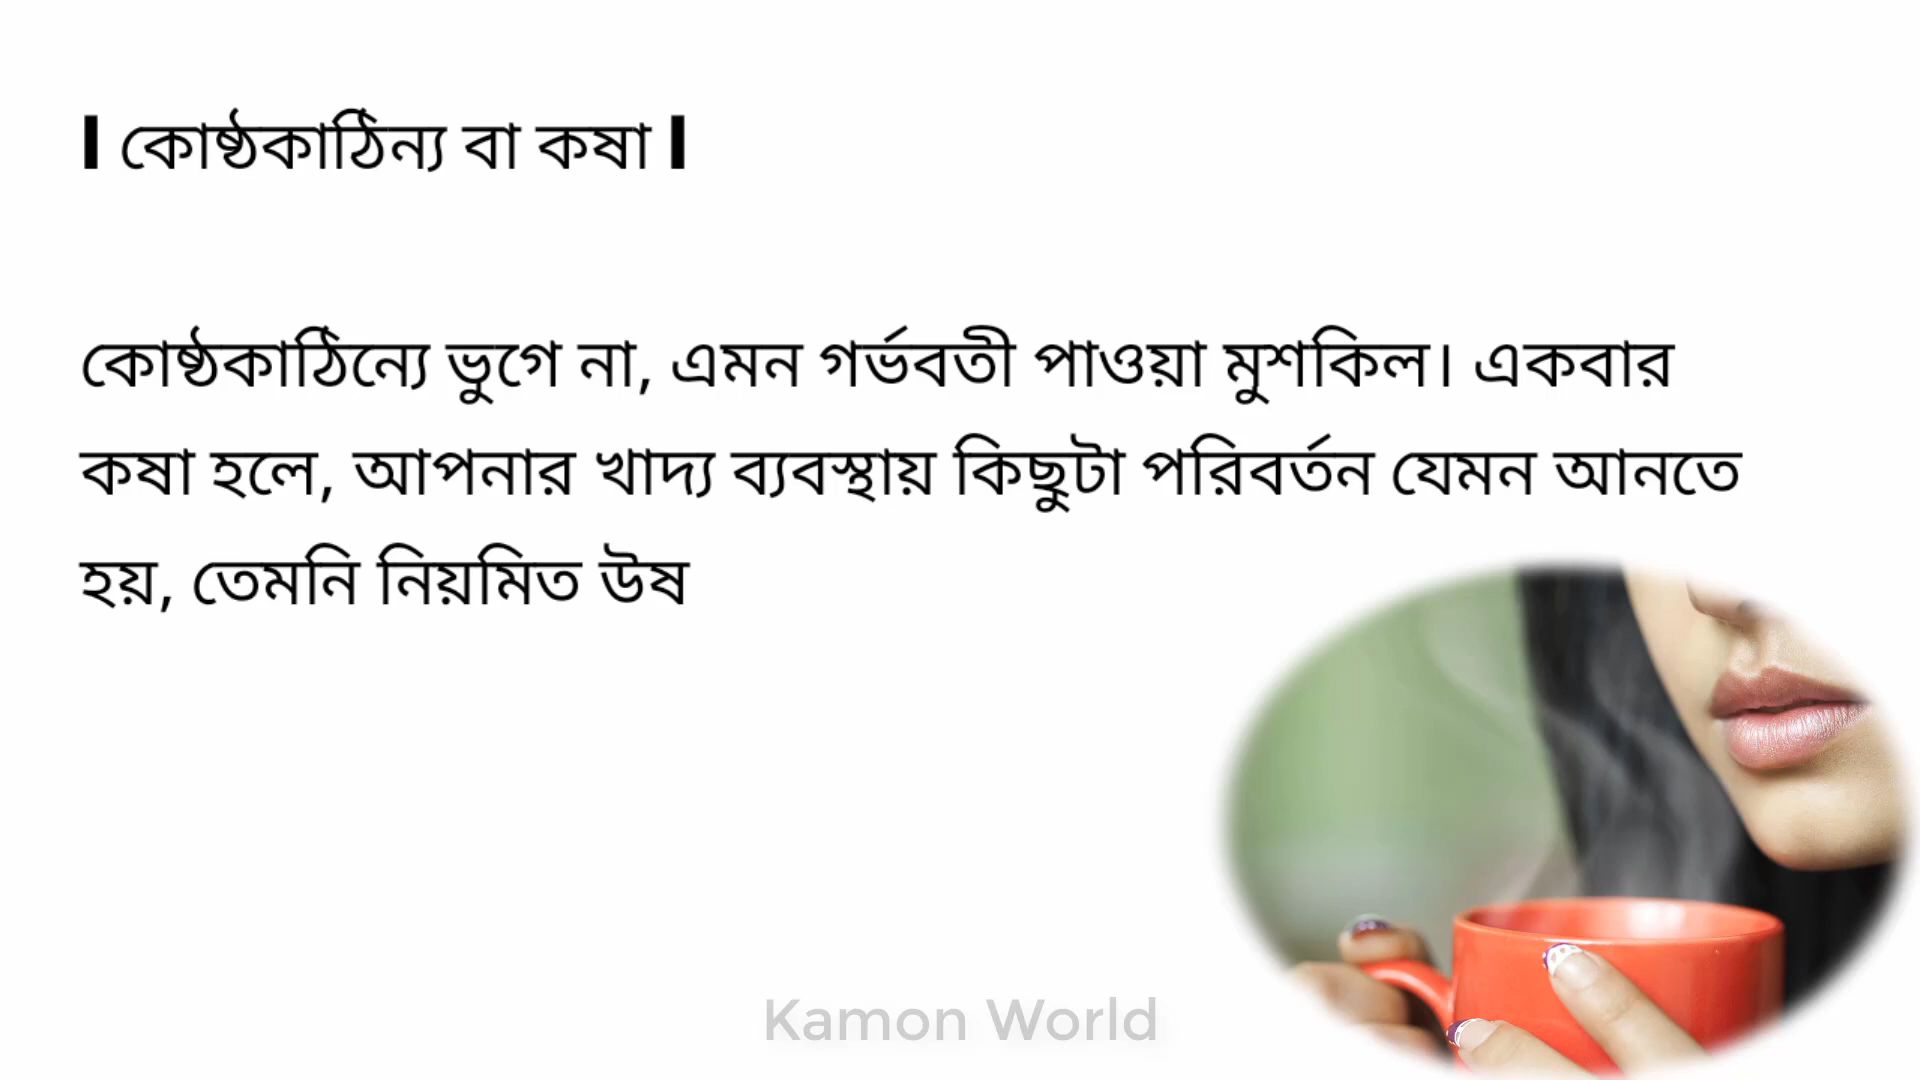 | কোষ্ঠকাঠিন্য বা কষা |
কোষ্ঠকাঠিন্যে ভুগে না, এমন গর্ভবতী পাওয়া মুশকিল। একবার
কষা হলে, আপনার খাদ্য ব্যবস্থায় কিছুটা পরিবর্তন যেমন আনতে
হয়, তেমনি নিয়মিত উষ
Kamon World